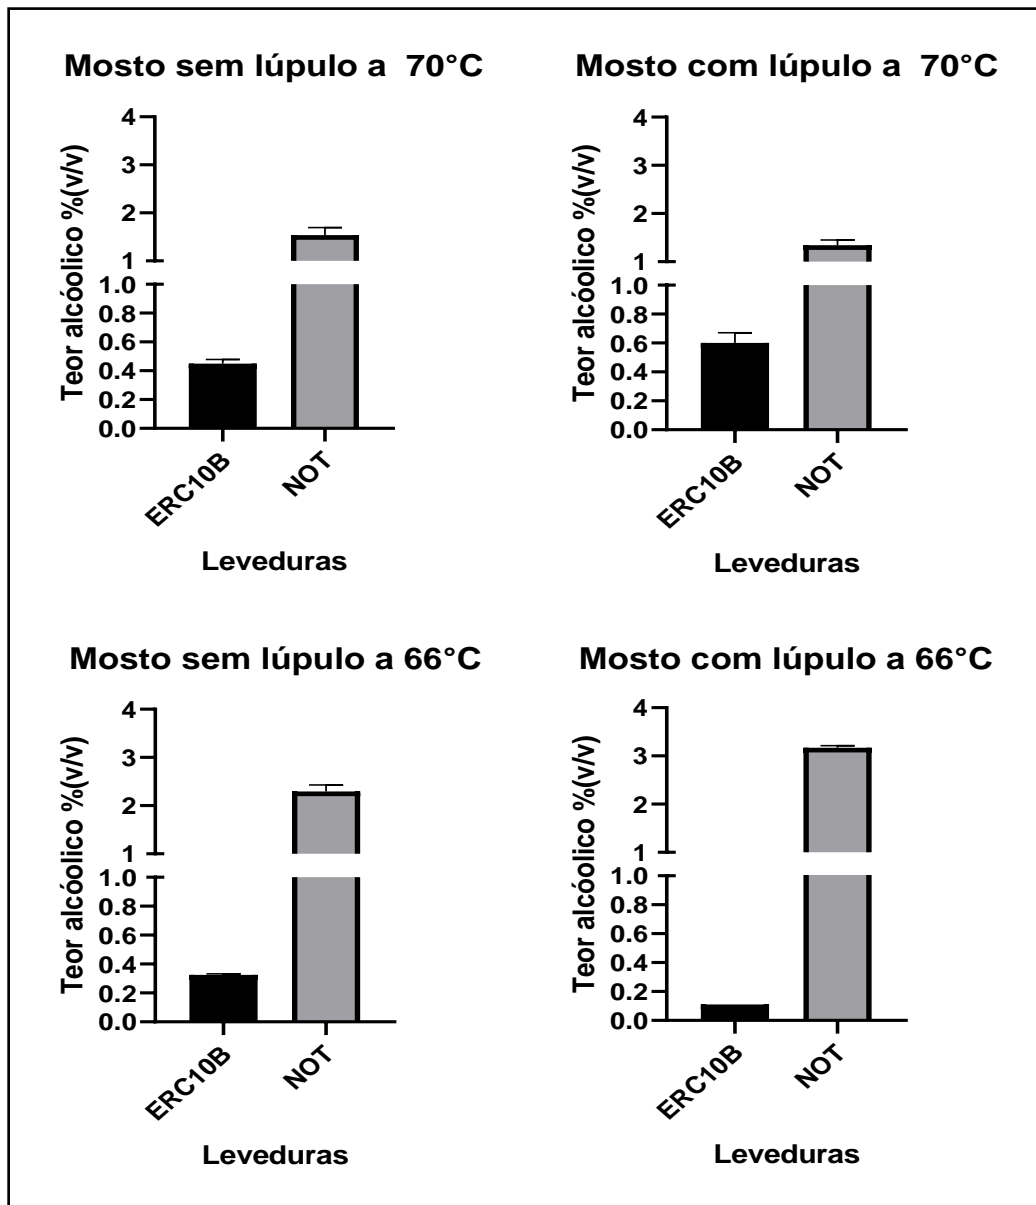 Mosto sem lúpulo a 70°C
Teor alcóolico %(v/v)
4
3
2
1
1.0
0.8
0.6
0.4
0.2
0.0
ERC10B
NOT
Leveduras
Mosto com lúpulo a 70°C
Teor alcóolico %(v/v)
4
3
2
1
1.0
0.8
0.6
0.4
0.2
0.0
ERC10B
NOT
Leveduras
Mosto sem lúpulo a 66°C
Teor alcóolico %(v/v)
4
3
2
1
1.0
0.8
0.6
0.4
0.2
0.0
ERC10B
NOT
Leveduras
Mosto com lúpulo a 66°C
Teor alcóolico %(v/v)
4
3
2
1
1.0
0.8
0.6
0.4
0.2
0.0
ERC10B
NOT
Leveduras